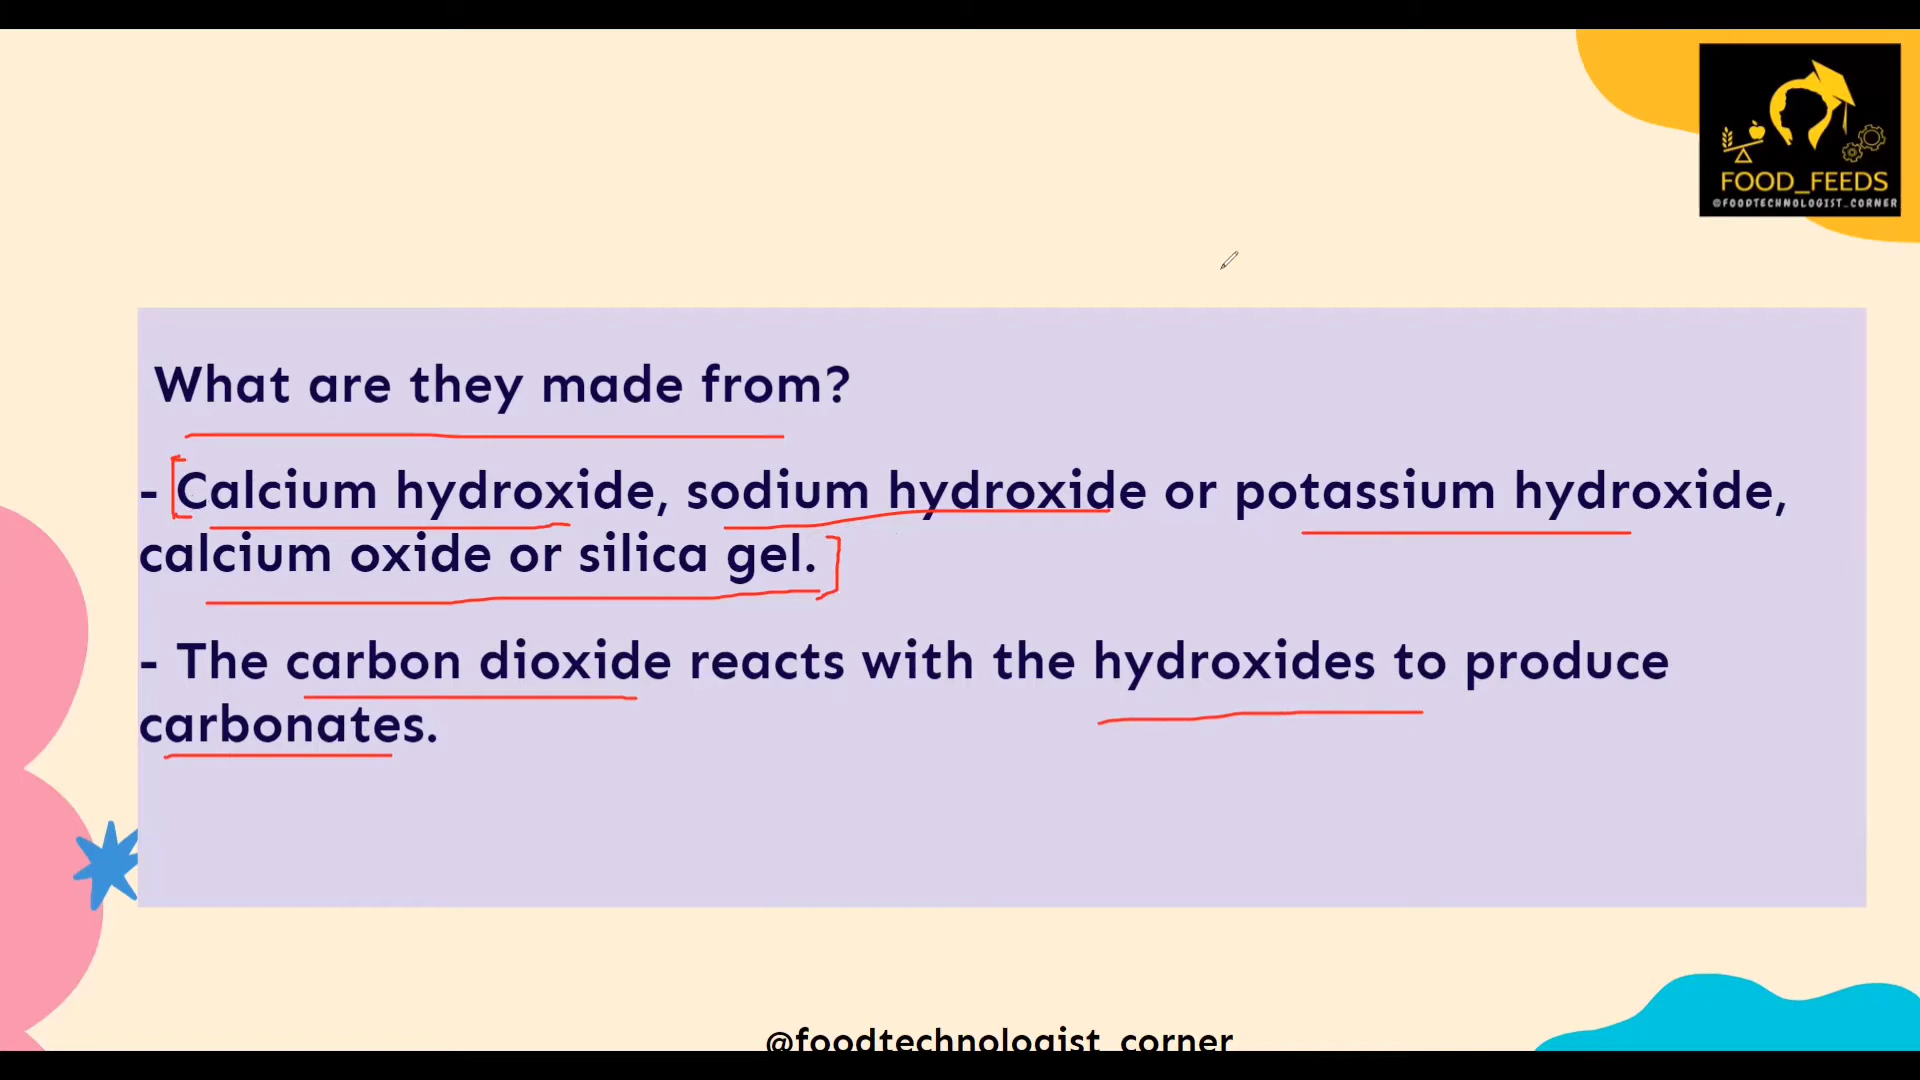 FOOD_FEEDS
@FOODTECHNOLOGIST_CORNER
What are they made from?
- Calcium hydroxide, sodium hydroxide or potassium hydroxide,
calcium oxide or silica gel.
- The carbon dioxide reacts with the hydroxides to produce
carbonates.
@foodtechnologist_corner